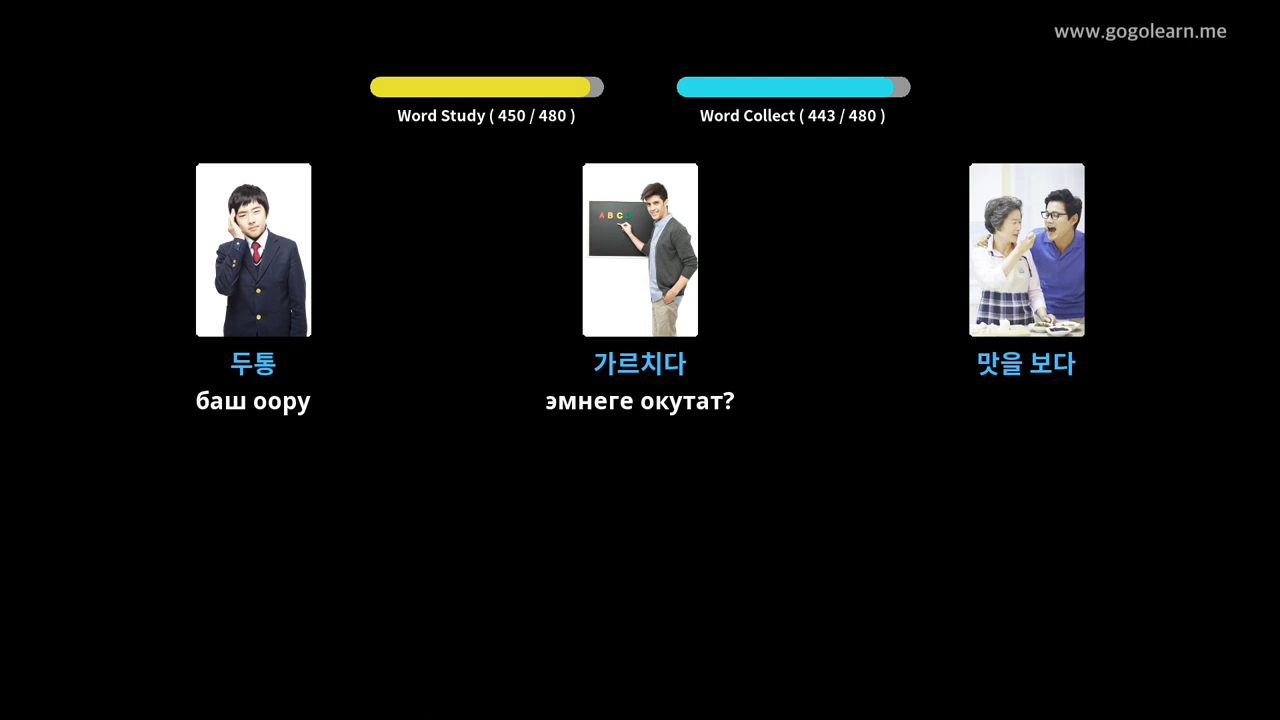 www.gogolearn.me
Word Study ( 450 / 480 )
Word Collect ( 443 / 480 )
A B C D
두통
가르치다
맛을 보다
баш оору
эмнеге окутат?